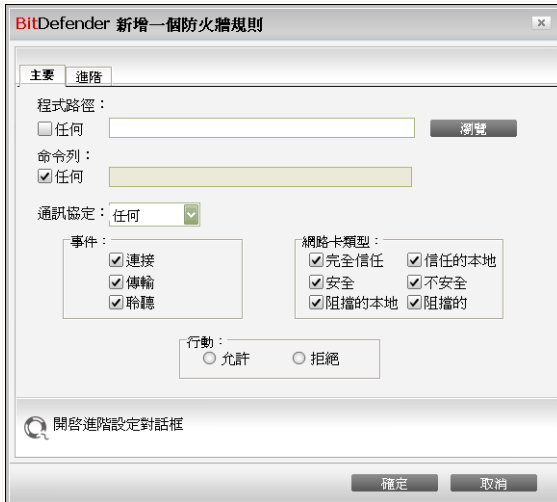 BitDefender 新增一個防火牆規則
主要 進階
程式路徑：
任何 瀏覽
命令列：
任何
通訊協定： 任何
事件： 網路卡類型：
連接 完全信任 信任的本地
傳輸 安全 不安全
聆聽 阻擋的本地 阻擋的
行動：
允許 拒絕
開啓進階設定對話框
確定 取消